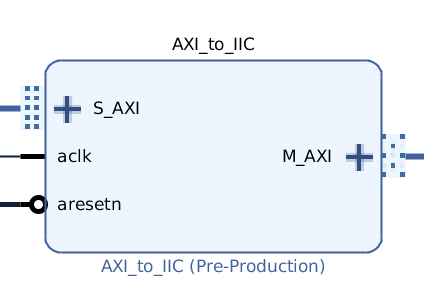 AXI_to_IIC
S_AXI
aclk
M_AXI
aresetn
AXI_to_IIC (Pre-Production)